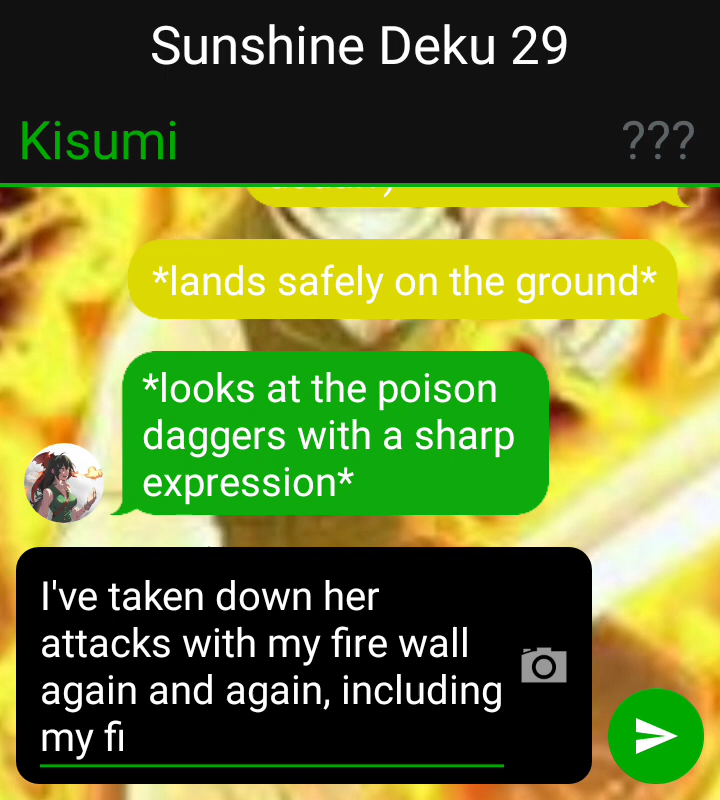 Sunshine Deku 29
Kisumi
???
*lands safely on the ground*
*looks at the poison
daggers with a sharp
expression*
I've taken down her
attacks with my fire wall
again and again, including
my fi